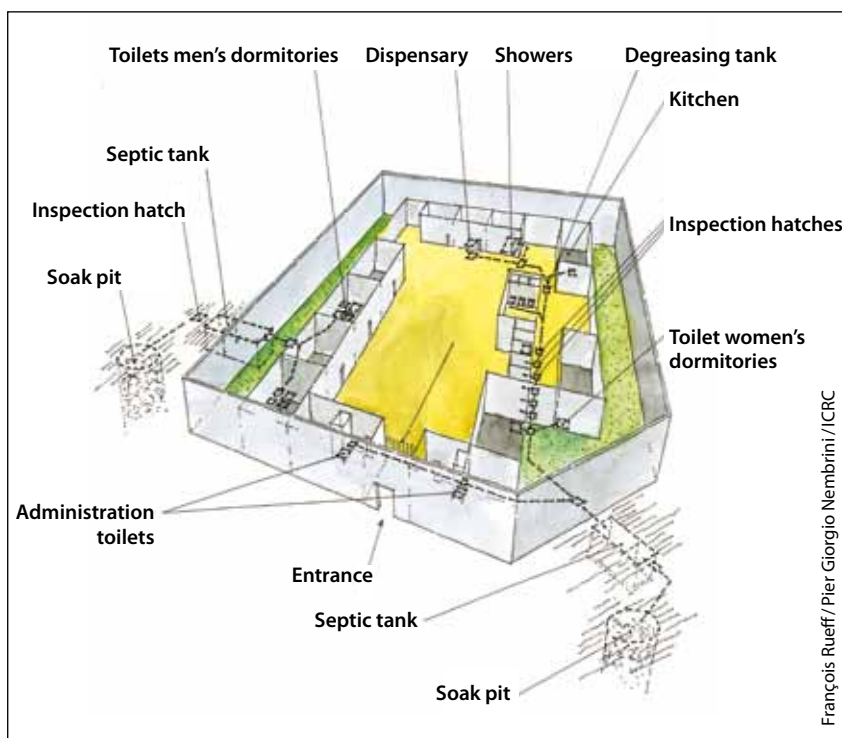 Toilets men's dormitories
Dispensary
Showers
Degreasing tank
Kitchen
Septic tank
Inspection hatch
Inspection hatches
Soak pit
Toilet women's
dormitories
Administration
toilets
Entrance
Septic tank
Soak pit
François Rueff / Pier Giorgio Nembrini / ICRC